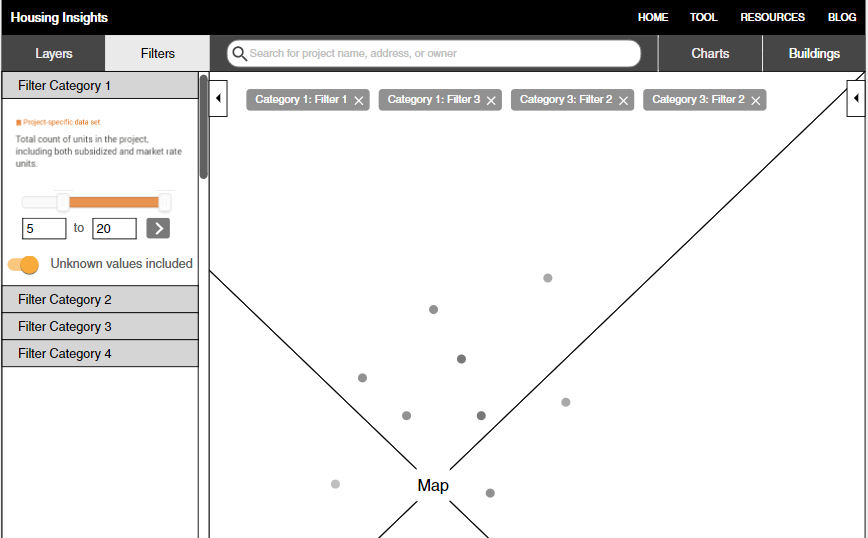 Housing Insights
HOME TOOL RESOURCES BLOG
Layers Filters Search for project name, address, or owner Charts Buildings
Filter Category 1
Category 1: Filter 1 Category 1: Filter 3 Category 3: Filter 2 Category 3: Filter 2
Project-specific data set
Total count of units in the project,
including both subsidized and market rate
units.
5 to 20
Unknown values included
Filter Category 2
Filter Category 3
Filter Category 4
Map